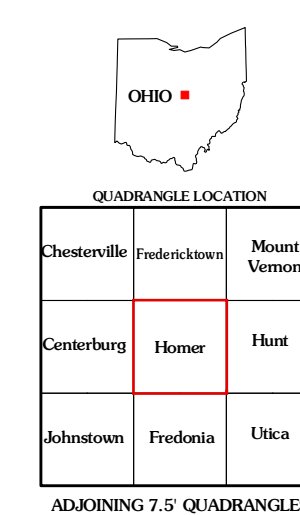 OHIO
QUADRANGLE LOCATION
Chesterville Fredericktown Mount
Vernon
Centerburg Homer Hunt
Johnstown Fredonia Utica
ADJOINING 7.5' QUADRANGLE